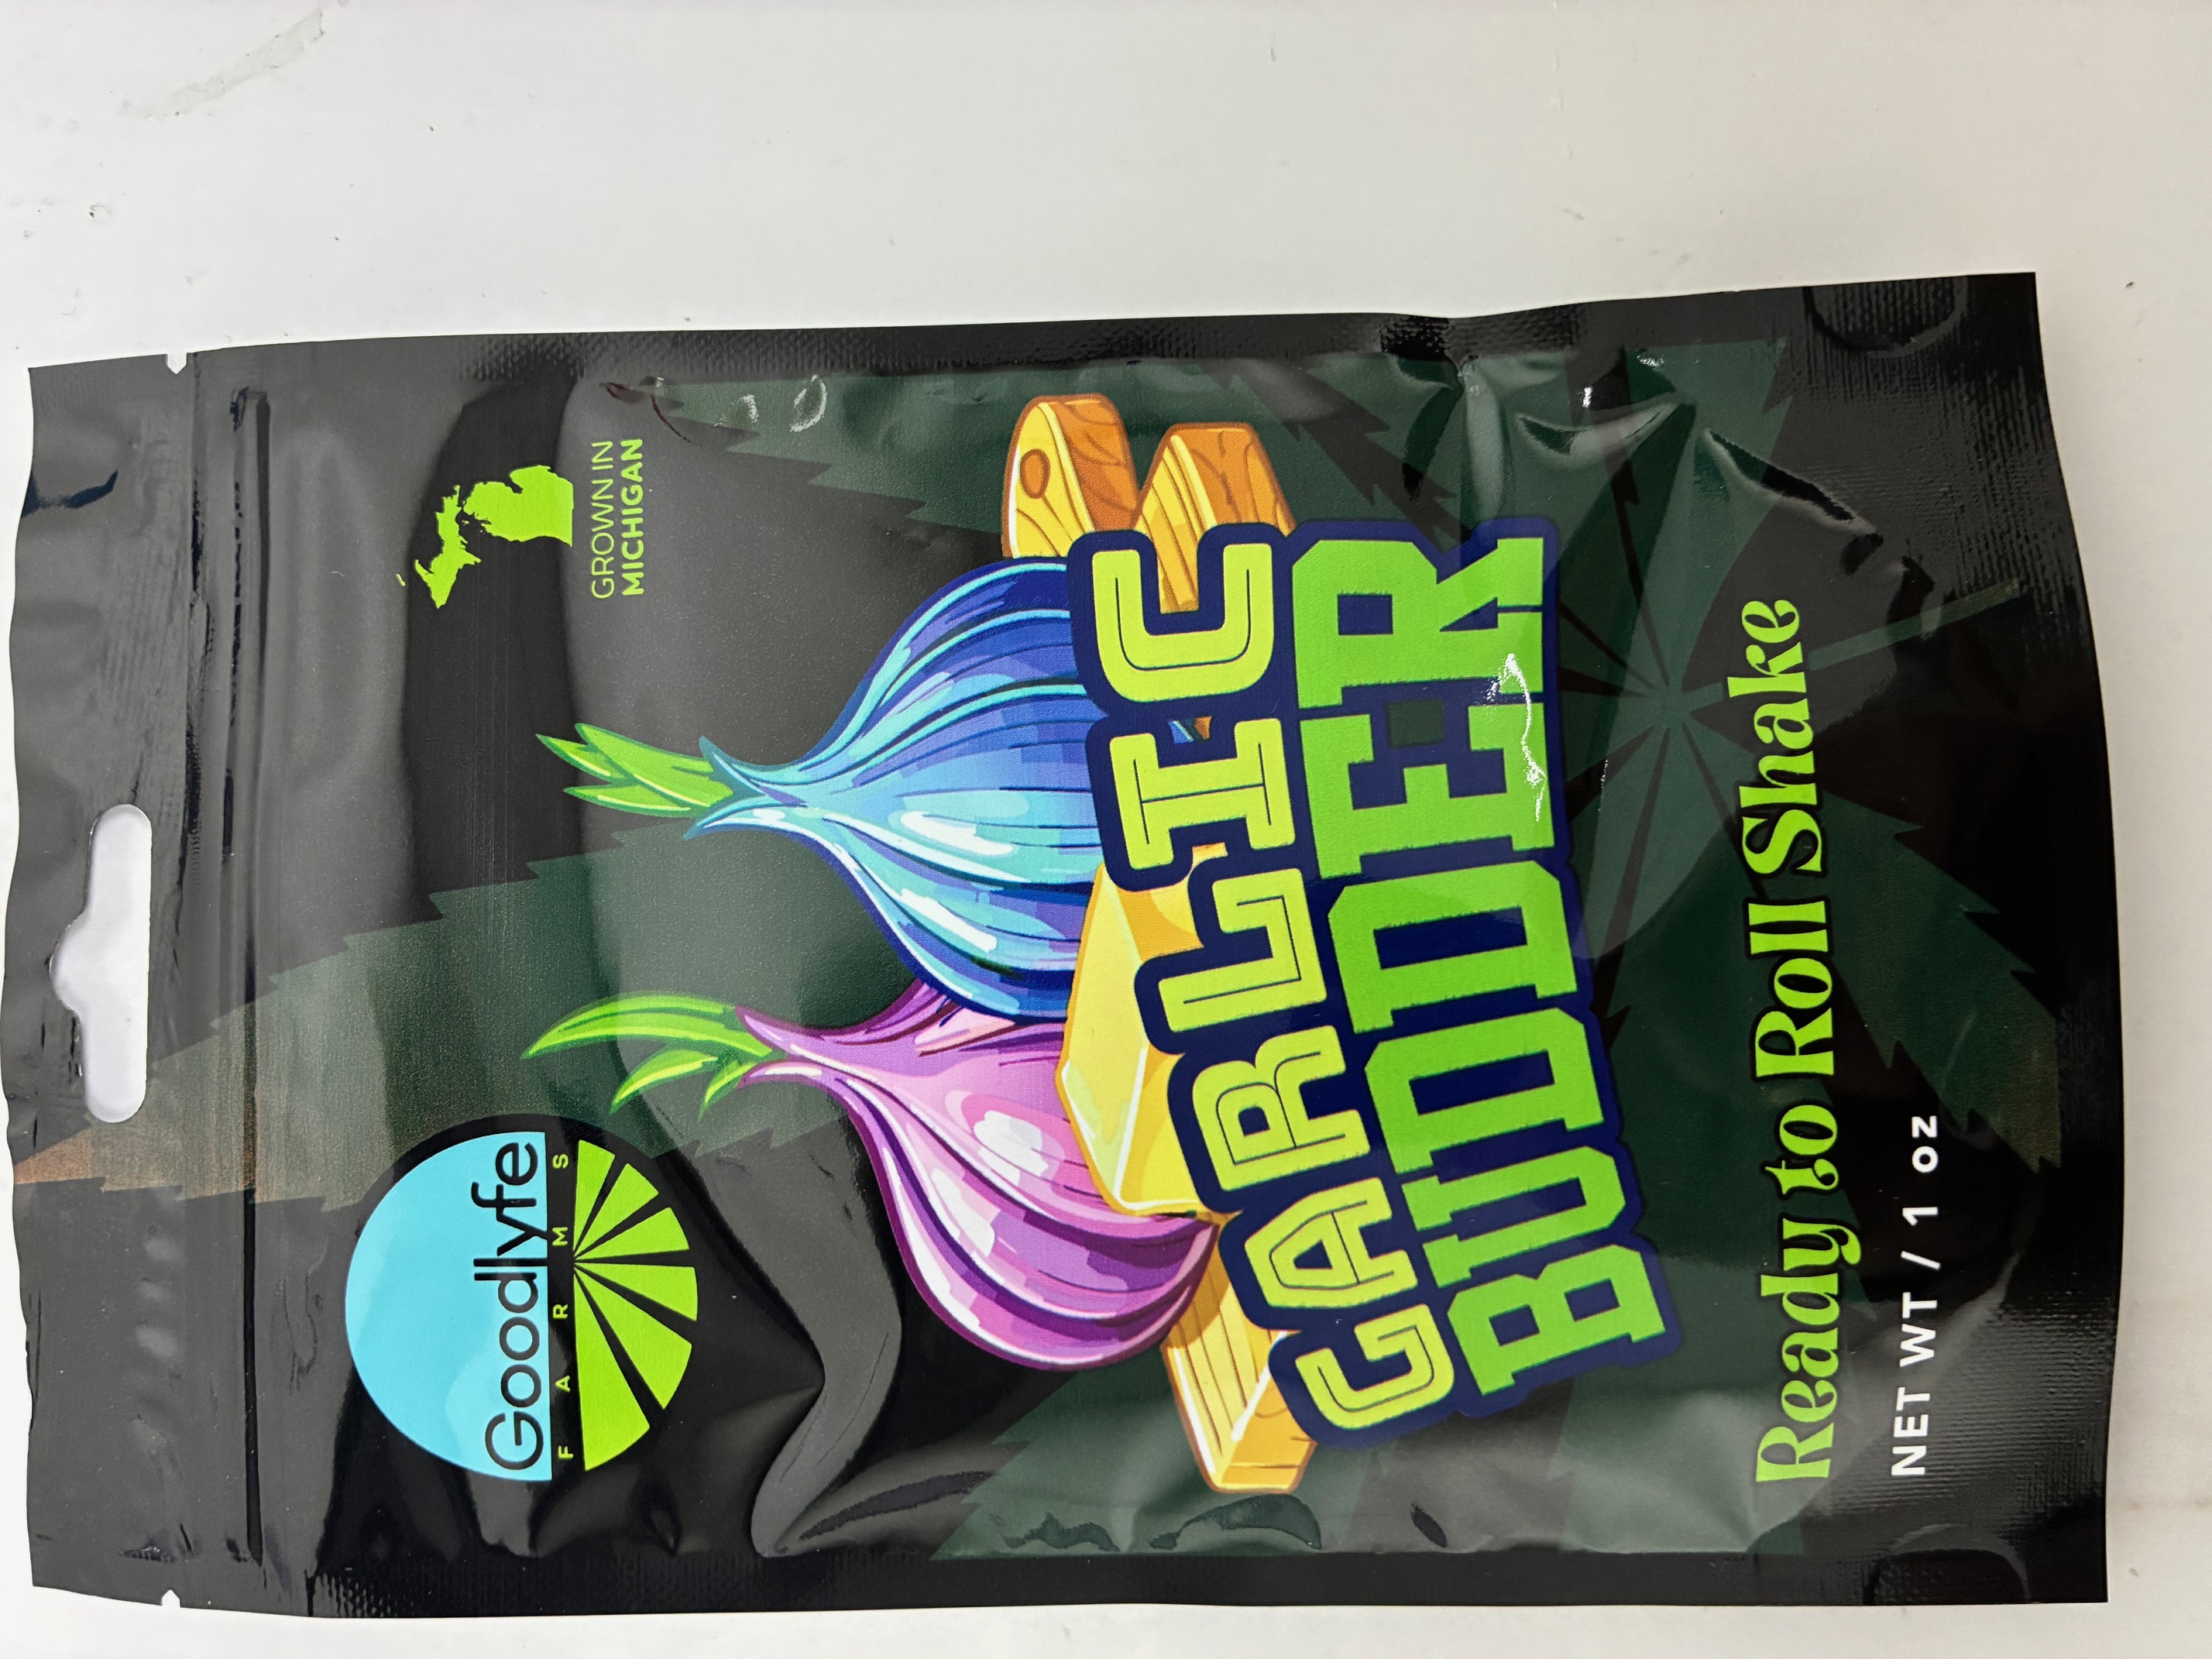 Goodlyfe
FARMS
GROWN IN
MICHIGAN
GARLIC
BUDDER
Ready to Roll Shake
NET WT / 1 oz